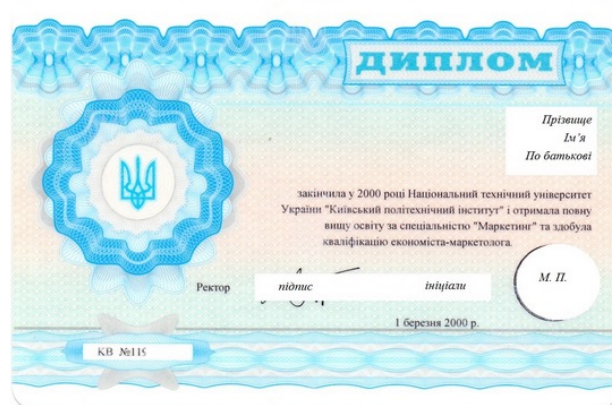 ДИПЛОМ
Прізвище
Ім'я
По батькові
закінчила у 2000 році Національний технічний університет
України "Київський політехнічний інститут" і отримала повну
вищу освіту за спеціальністю "Маркетинг" та здобула
кваліфікацію економіста-маркетолога.
Ректор підпис ініціали
М. П.
1 березня 2000 р.
КВ №115